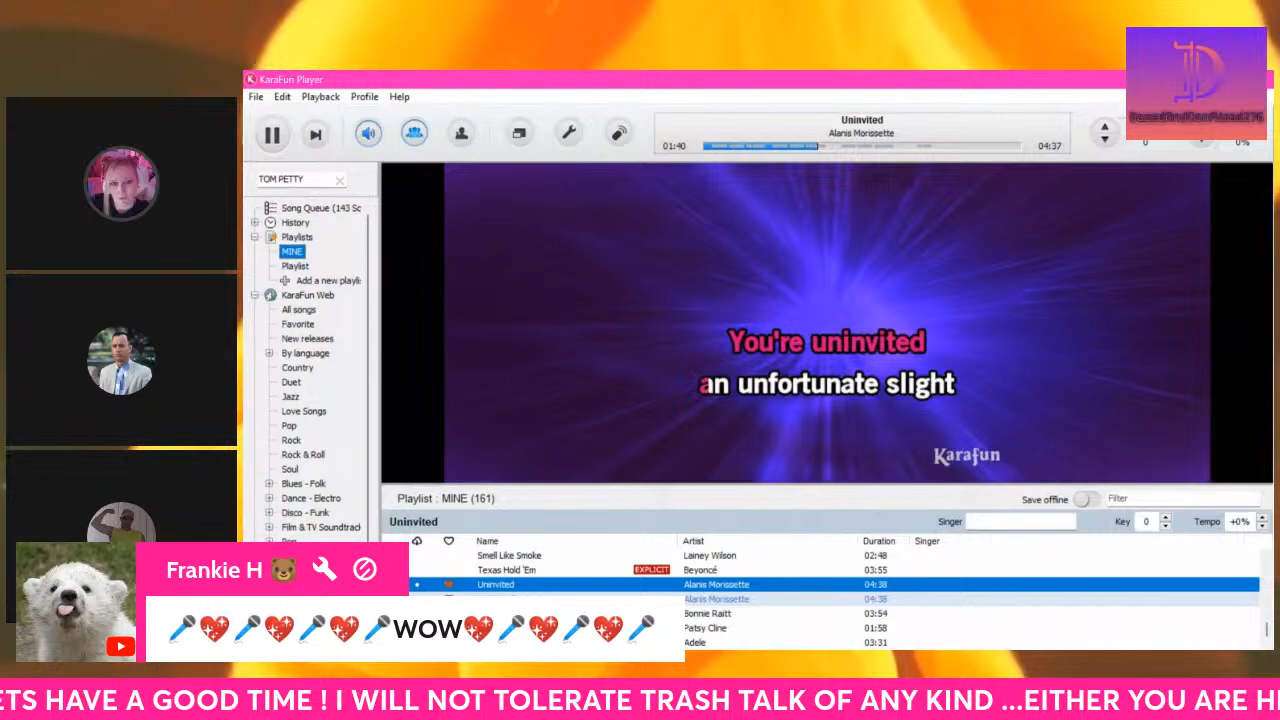 KaraFun Player
File Edit Playback Profile Help
Uninvited
Alanis Morissette
01:40
04:37
0
0%
TOM PETTY
Song Queue (143 Sc
History
Playlists
MINE
Playlist
Add a new playli
KaraFun Web
All songs
Favorite
New releases
By language
Country
Duet
Jazz
Love Songs
Pop
Rock
Rock & Roll
Soul
Blues - Folk
Dance - Electro
Disco - Funk
Film & TV Soundtrack
You're uninvited
an unfortunate slight
Karafun
Playlist : MINE (161)
Save offline
Filter
Uninvited
Singer
Key 0
Tempo +0%
Name Artist Duration Singer
Smell Like Smoke Lainey Wilson 02:48
Texas Hold 'Em EXPLICIT Beyoncé 03:55
Uninvited Alanis Morissette 04:38
Alanis Morissette 04:38
Bonnie Raitt 03:54
Patsy Cline 01:58
Adele 03:31
Frankie H 🐻
🎤💖🎤💖🎤💖🎤WOW💖🎤💖🎤💖🎤
ETS HAVE A GOOD TIME ! I WILL NOT TOLERATE TRASH TALK OF ANY KIND ...EITHER YOU ARE HE